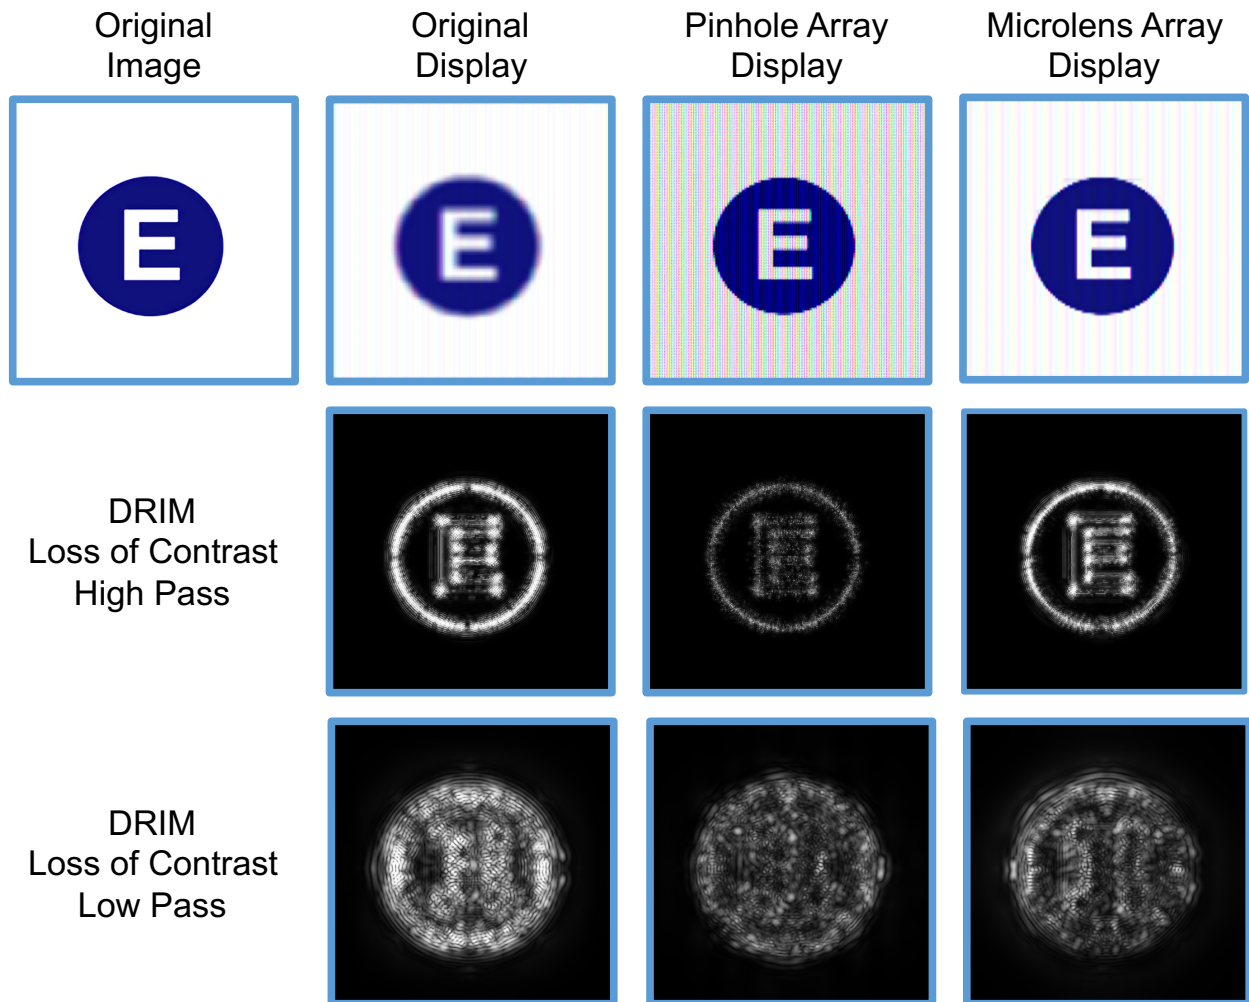 Original
Image
Original
Display
Pinhole Array
Display
Microlens Array
Display
E
E
E
E
DRIM
Loss of Contrast
High Pass
E
E
E
DRIM
Loss of Contrast
Low Pass